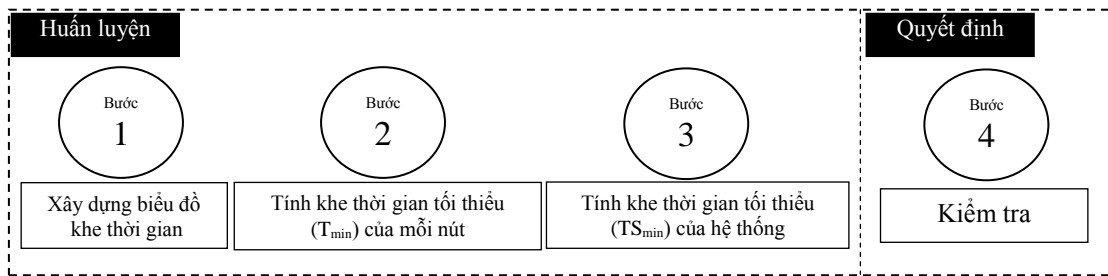 Huấn luyện
Quyết định
Bước
1
Bước
2
Bước
3
Bước
4
Xây dựng biểu đồ
khe thời gian
Tính khe thời gian tối thiểu
(Tmin) của mỗi nút
Tính khe thời gian tối thiểu
(TSmin) của hệ thống
Kiểm tra